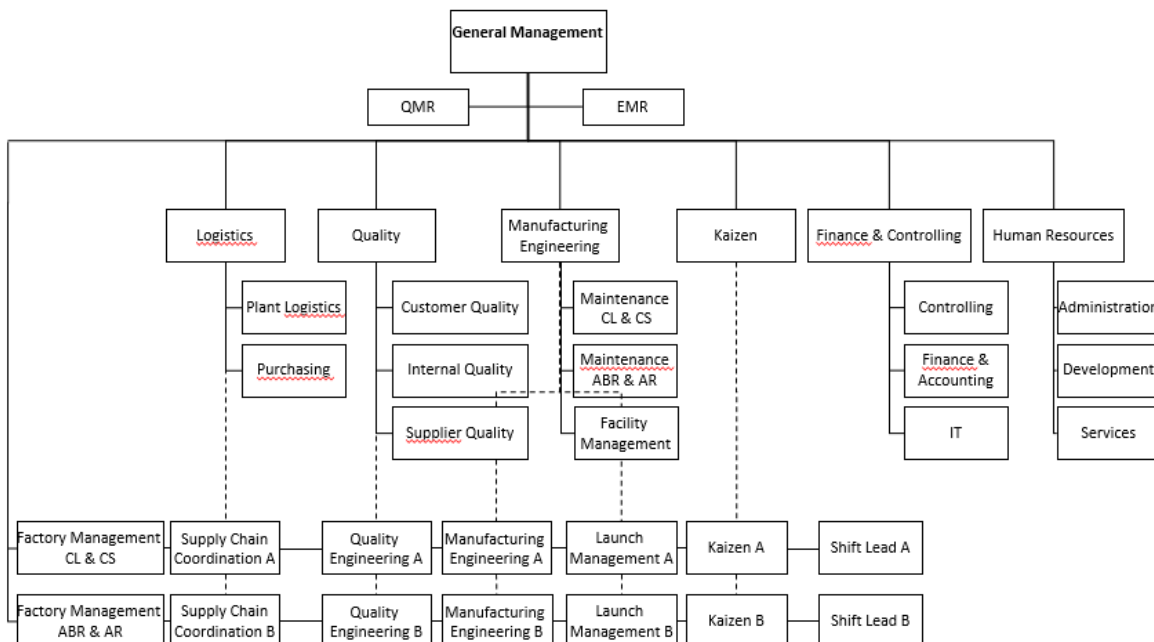 General Management
QMR
EMR
Logistics
Quality
Manufacturing
Engineering
Kaizen
Finance & Controlling
Human Resources
Plant Logistics
Customer Quality
Maintenance
CL & CS
Controlling
Administration
Purchasing
Internal Quality
Maintenance
ABR & AR
Finance &
Accounting
Development
Supplier Quality
Facility
Management
IT
Services
Factory Management
CL & CS
Supply Chain
Coordination A
Quality
Engineering A
Manufacturing
Engineering A
Launch
Management A
Kaizen A
Shift Lead A
Factory Management
ABR & AR
Supply Chain
Coordination B
Quality
Engineering B
Manufacturing
Engineering B
Launch
Management B
Kaizen B
Shift Lead B